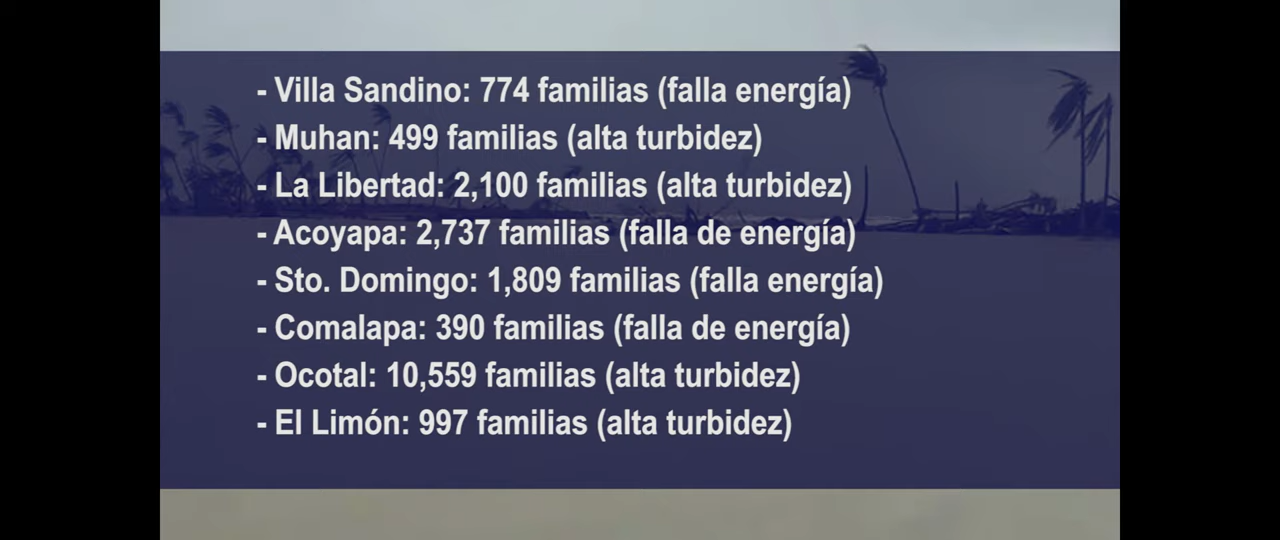 - Villa Sandino: 774 familias (falla energía)
- Muhan: 499 familias (alta turbidez)
- La Libertad: 2,100 familias (alta turbidez)
- Acoyapa: 2,737 familias (falla de energía)
- Sto. Domingo: 1,809 familias (falla energía)
- Comalapa: 390 familias (falla de energía)
- Ocotal: 10,559 familias (alta turbidez)
- El Limón: 997 familias (alta turbidez)